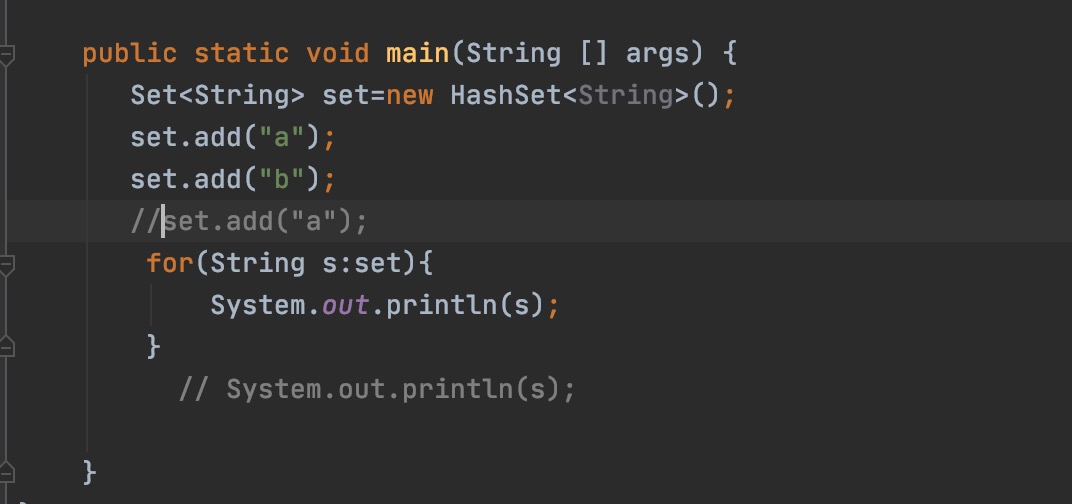 public static void main(String [] args) {
Set<String> set=new HashSet<String>();
set.add("a");
set.add("b");
//set.add("a");
for(String s:set){
System.out.println(s);
}
// System.out.println(s);
}